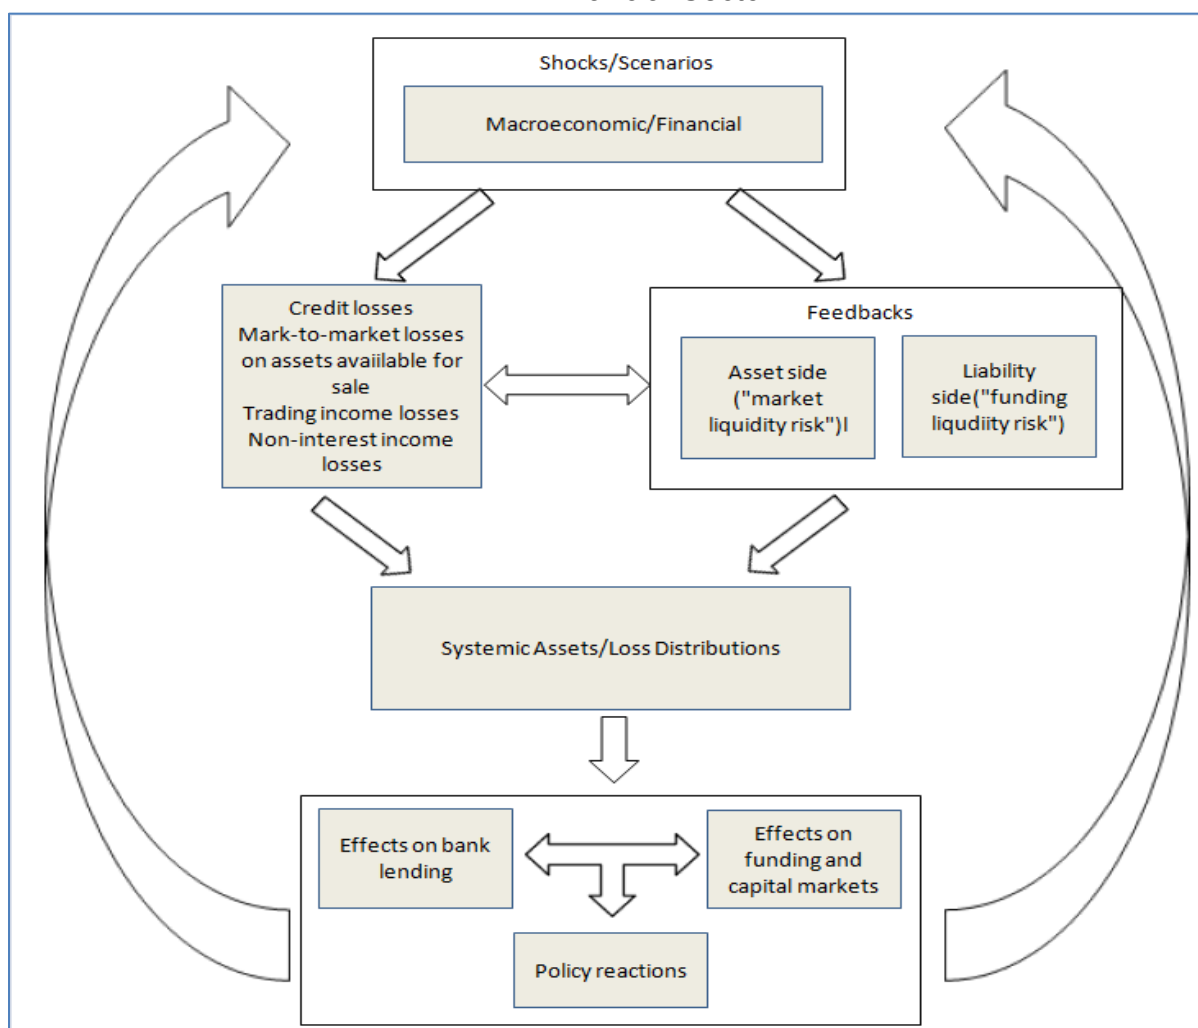 Shocks/Scenarios
Macroeconomic/Financial
Credit losses
Mark-to-market losses
on assets avaiilable for
sale
Trading income losses
Non-interest income
losses
Feedbacks
Asset side
("market
liquidity risk")l
Liability
side("funding
liqudiity risk")
Systemic Assets/Loss Distributions
Effects on bank
lending
Effects on
funding and
capital markets
Policy reactions